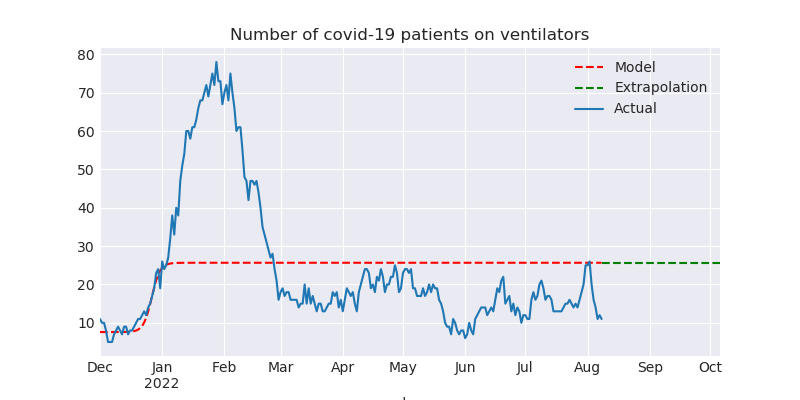 Number of covid-19 patients on ventilators
80
70
60
50
40
30
20
10
Model
Extrapolation
Actual
Dec
Jan
2022
Feb
Mar
Apr
May
Jun
Jul
Aug
Sep
Oct